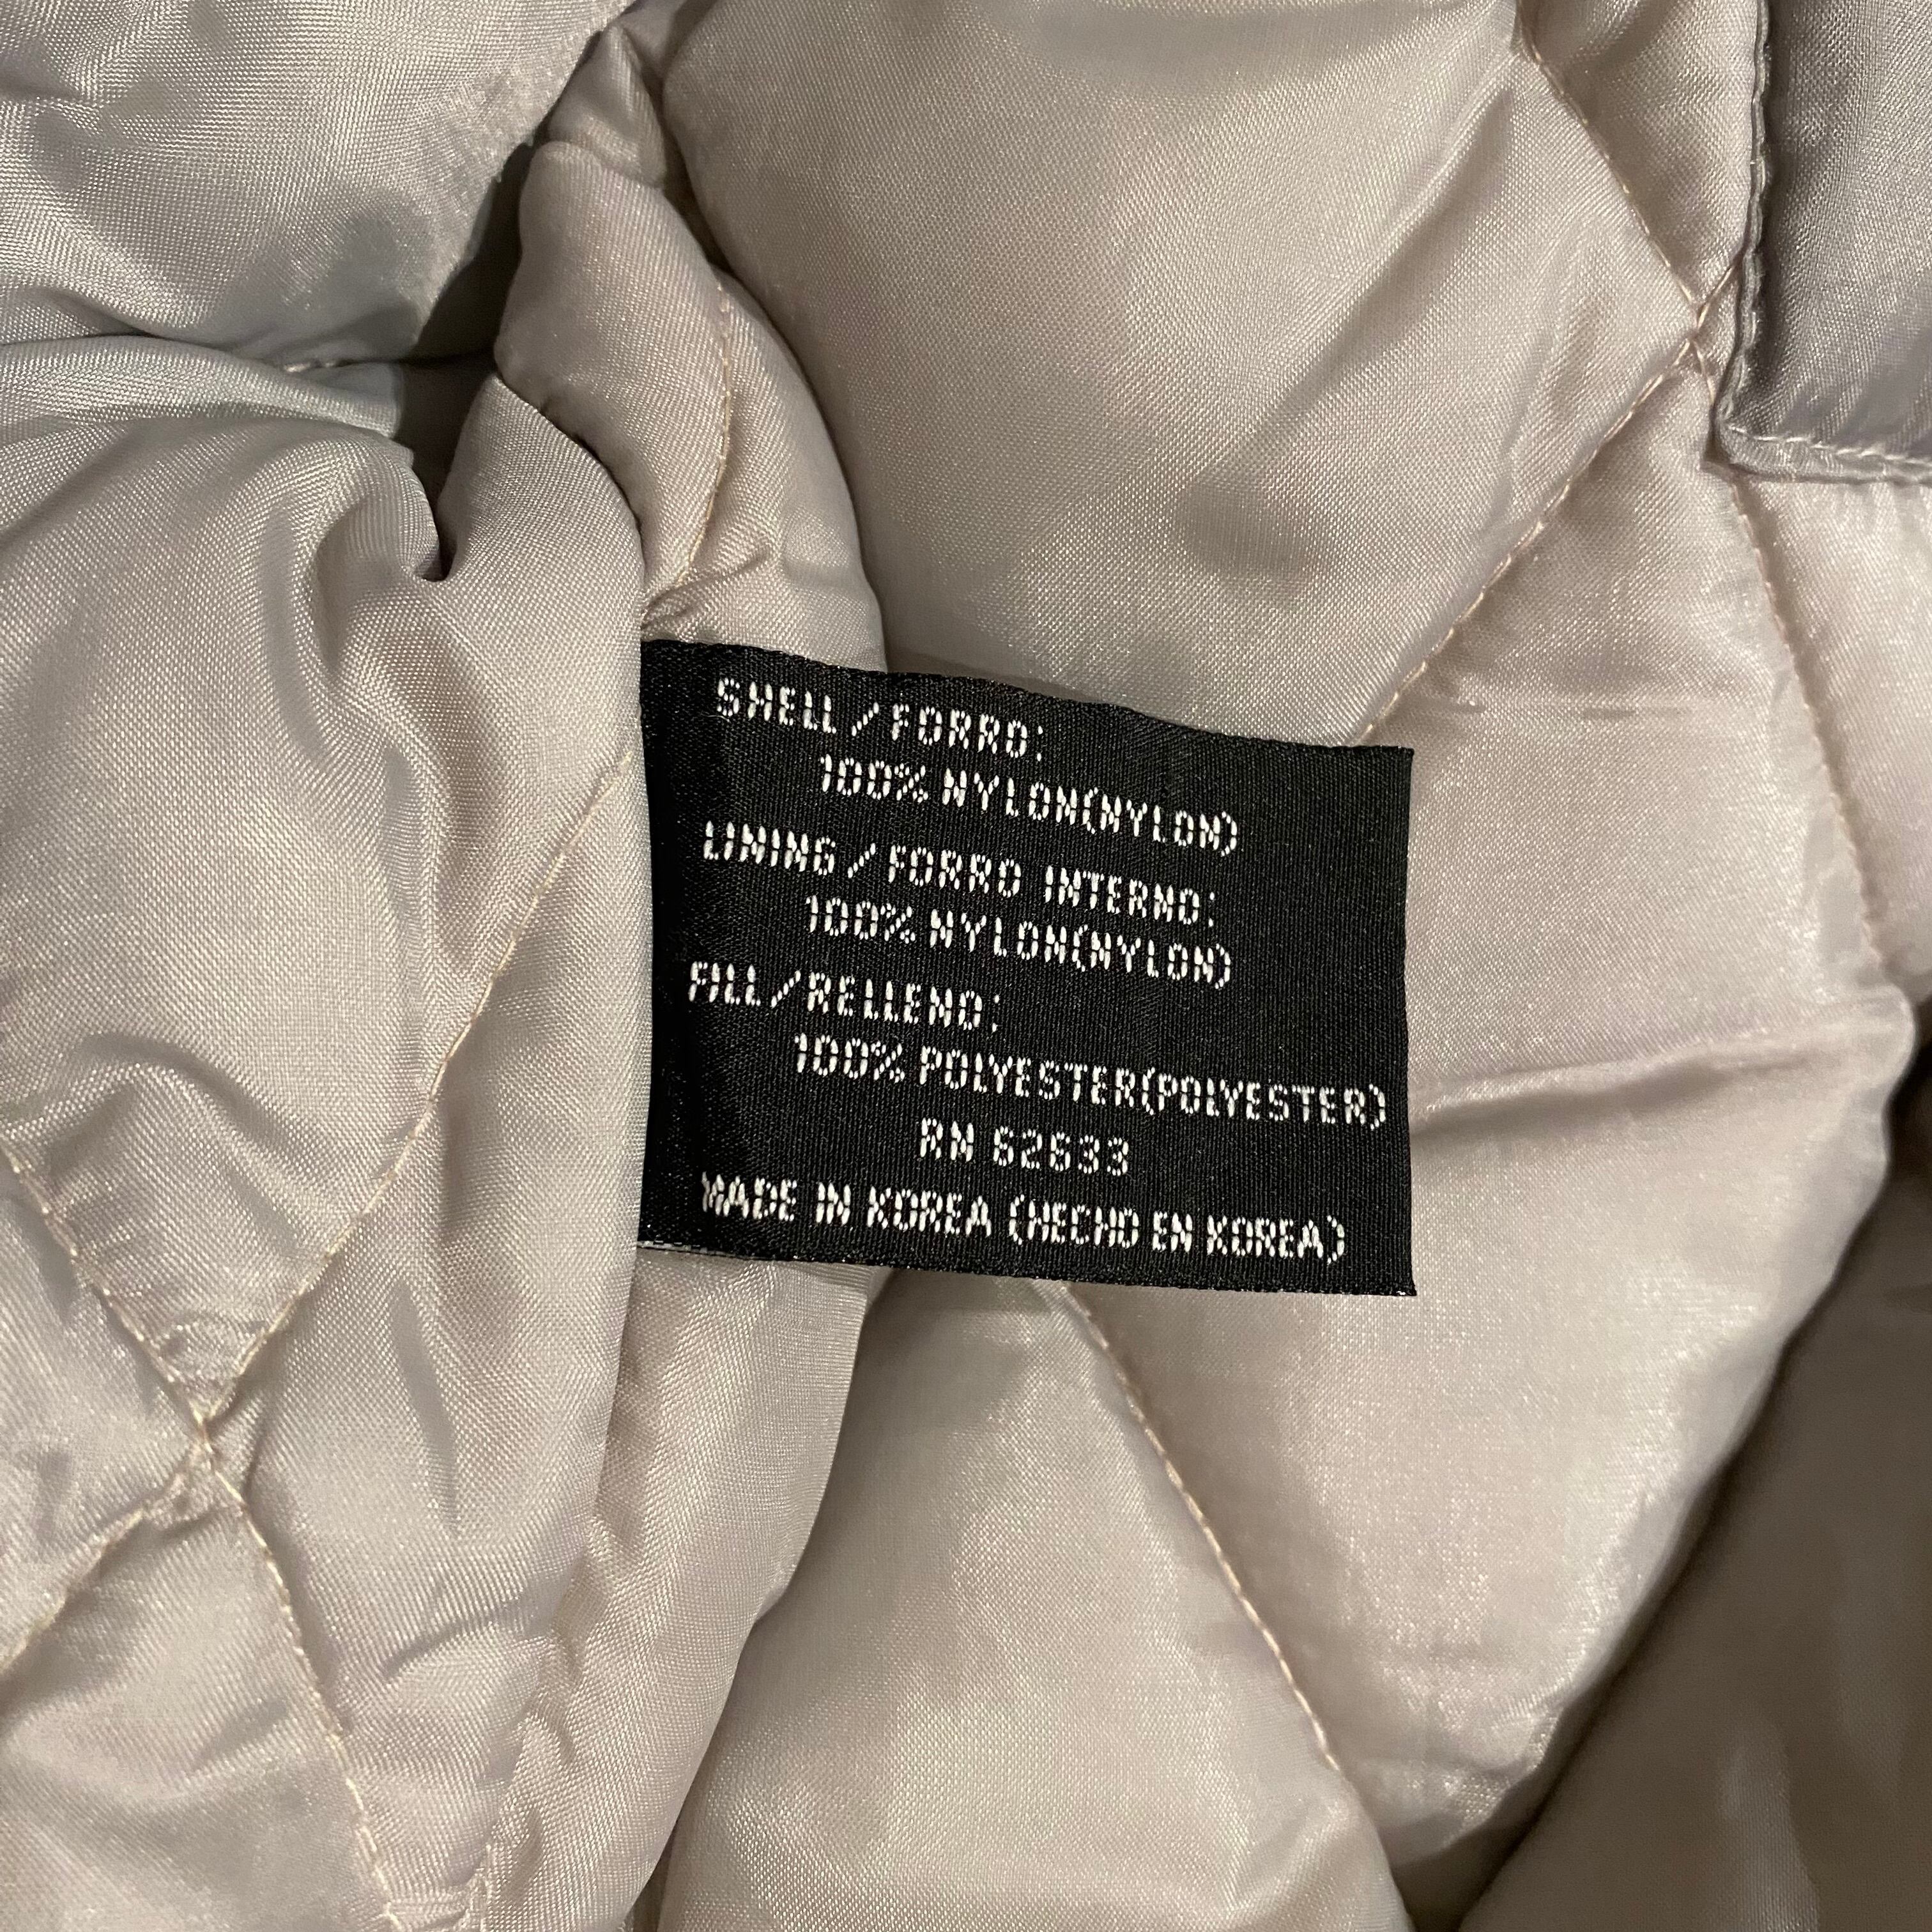 SHELL/FORRO:
100% NYLON(NYLON)
LINING/FORRO INTERNO:
100% NYLON(NYLON)
FILL/RELLENO:
100% POLYESTER(POLYESTER)
RN 62633
MADE IN KOREA (HECHO EN KOREA)